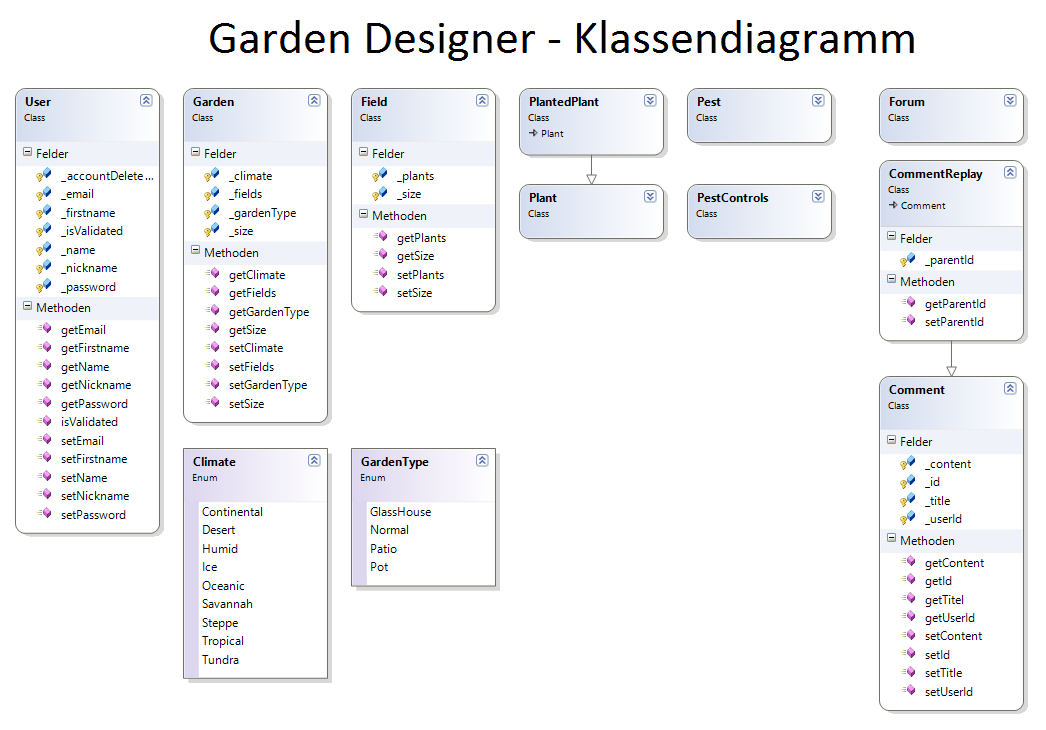 Garden Designer - Klassendiagramm
User
Class
Felder
_accountDelete...
_email
_firstname
_isValidated
_name
_nickname
_password
Methoden
getEmail
getFirstname
getName
getNickname
getPassword
isValidated
setEmail
setFirstname
setName
setNickname
setPassword
Garden
Class
Felder
_climate
_fields
_gardenType
_size
Methoden
getClimate
getFields
getGardenType
getSize
setClimate
setFields
setGardenType
setSize
Climate
Enum
Continental
Desert
Humid
Ice
Oceanic
Savannah
Steppe
Tropical
Tundra
Field
Class
Felder
_plants
_size
Methoden
getPlants
getSize
setPlants
setSize
GardenType
Enum
GlassHouse
Normal
Patio
Pot
PlantedPlant
Class
Plant
Plant
Class
Pest
Class
PestControls
Class
Forum
Class
CommentReplay
Class
Comment
Felder
_parentId
Methoden
getParentId
setParentId
Comment
Class
Felder
_content
_id
_title
_userId
Methoden
getContent
getId
getTitel
getUserId
setContent
setId
setTitle
setUserId